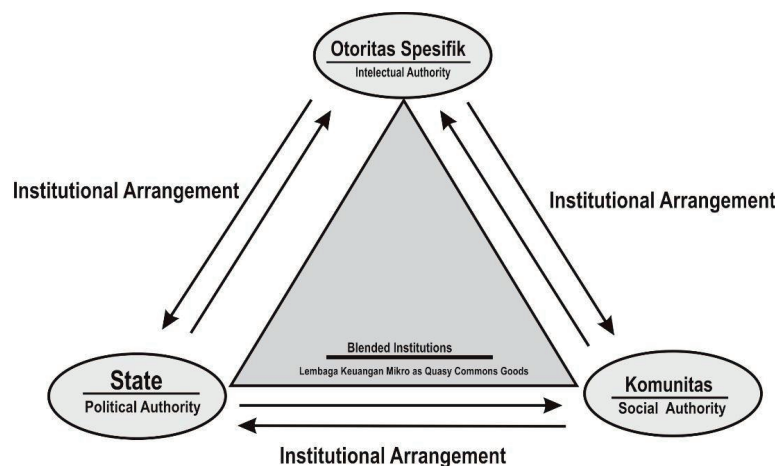 Otoritas Spesifik
Intelectual Authority
Institutional Arrangement
Institutional Arrangement
Blended Institutions
Lembaga Keuangan Mikro as Quasy Commons Goods
State
Political Authority
Komunitas
Social Authority
Institutional Arrangement